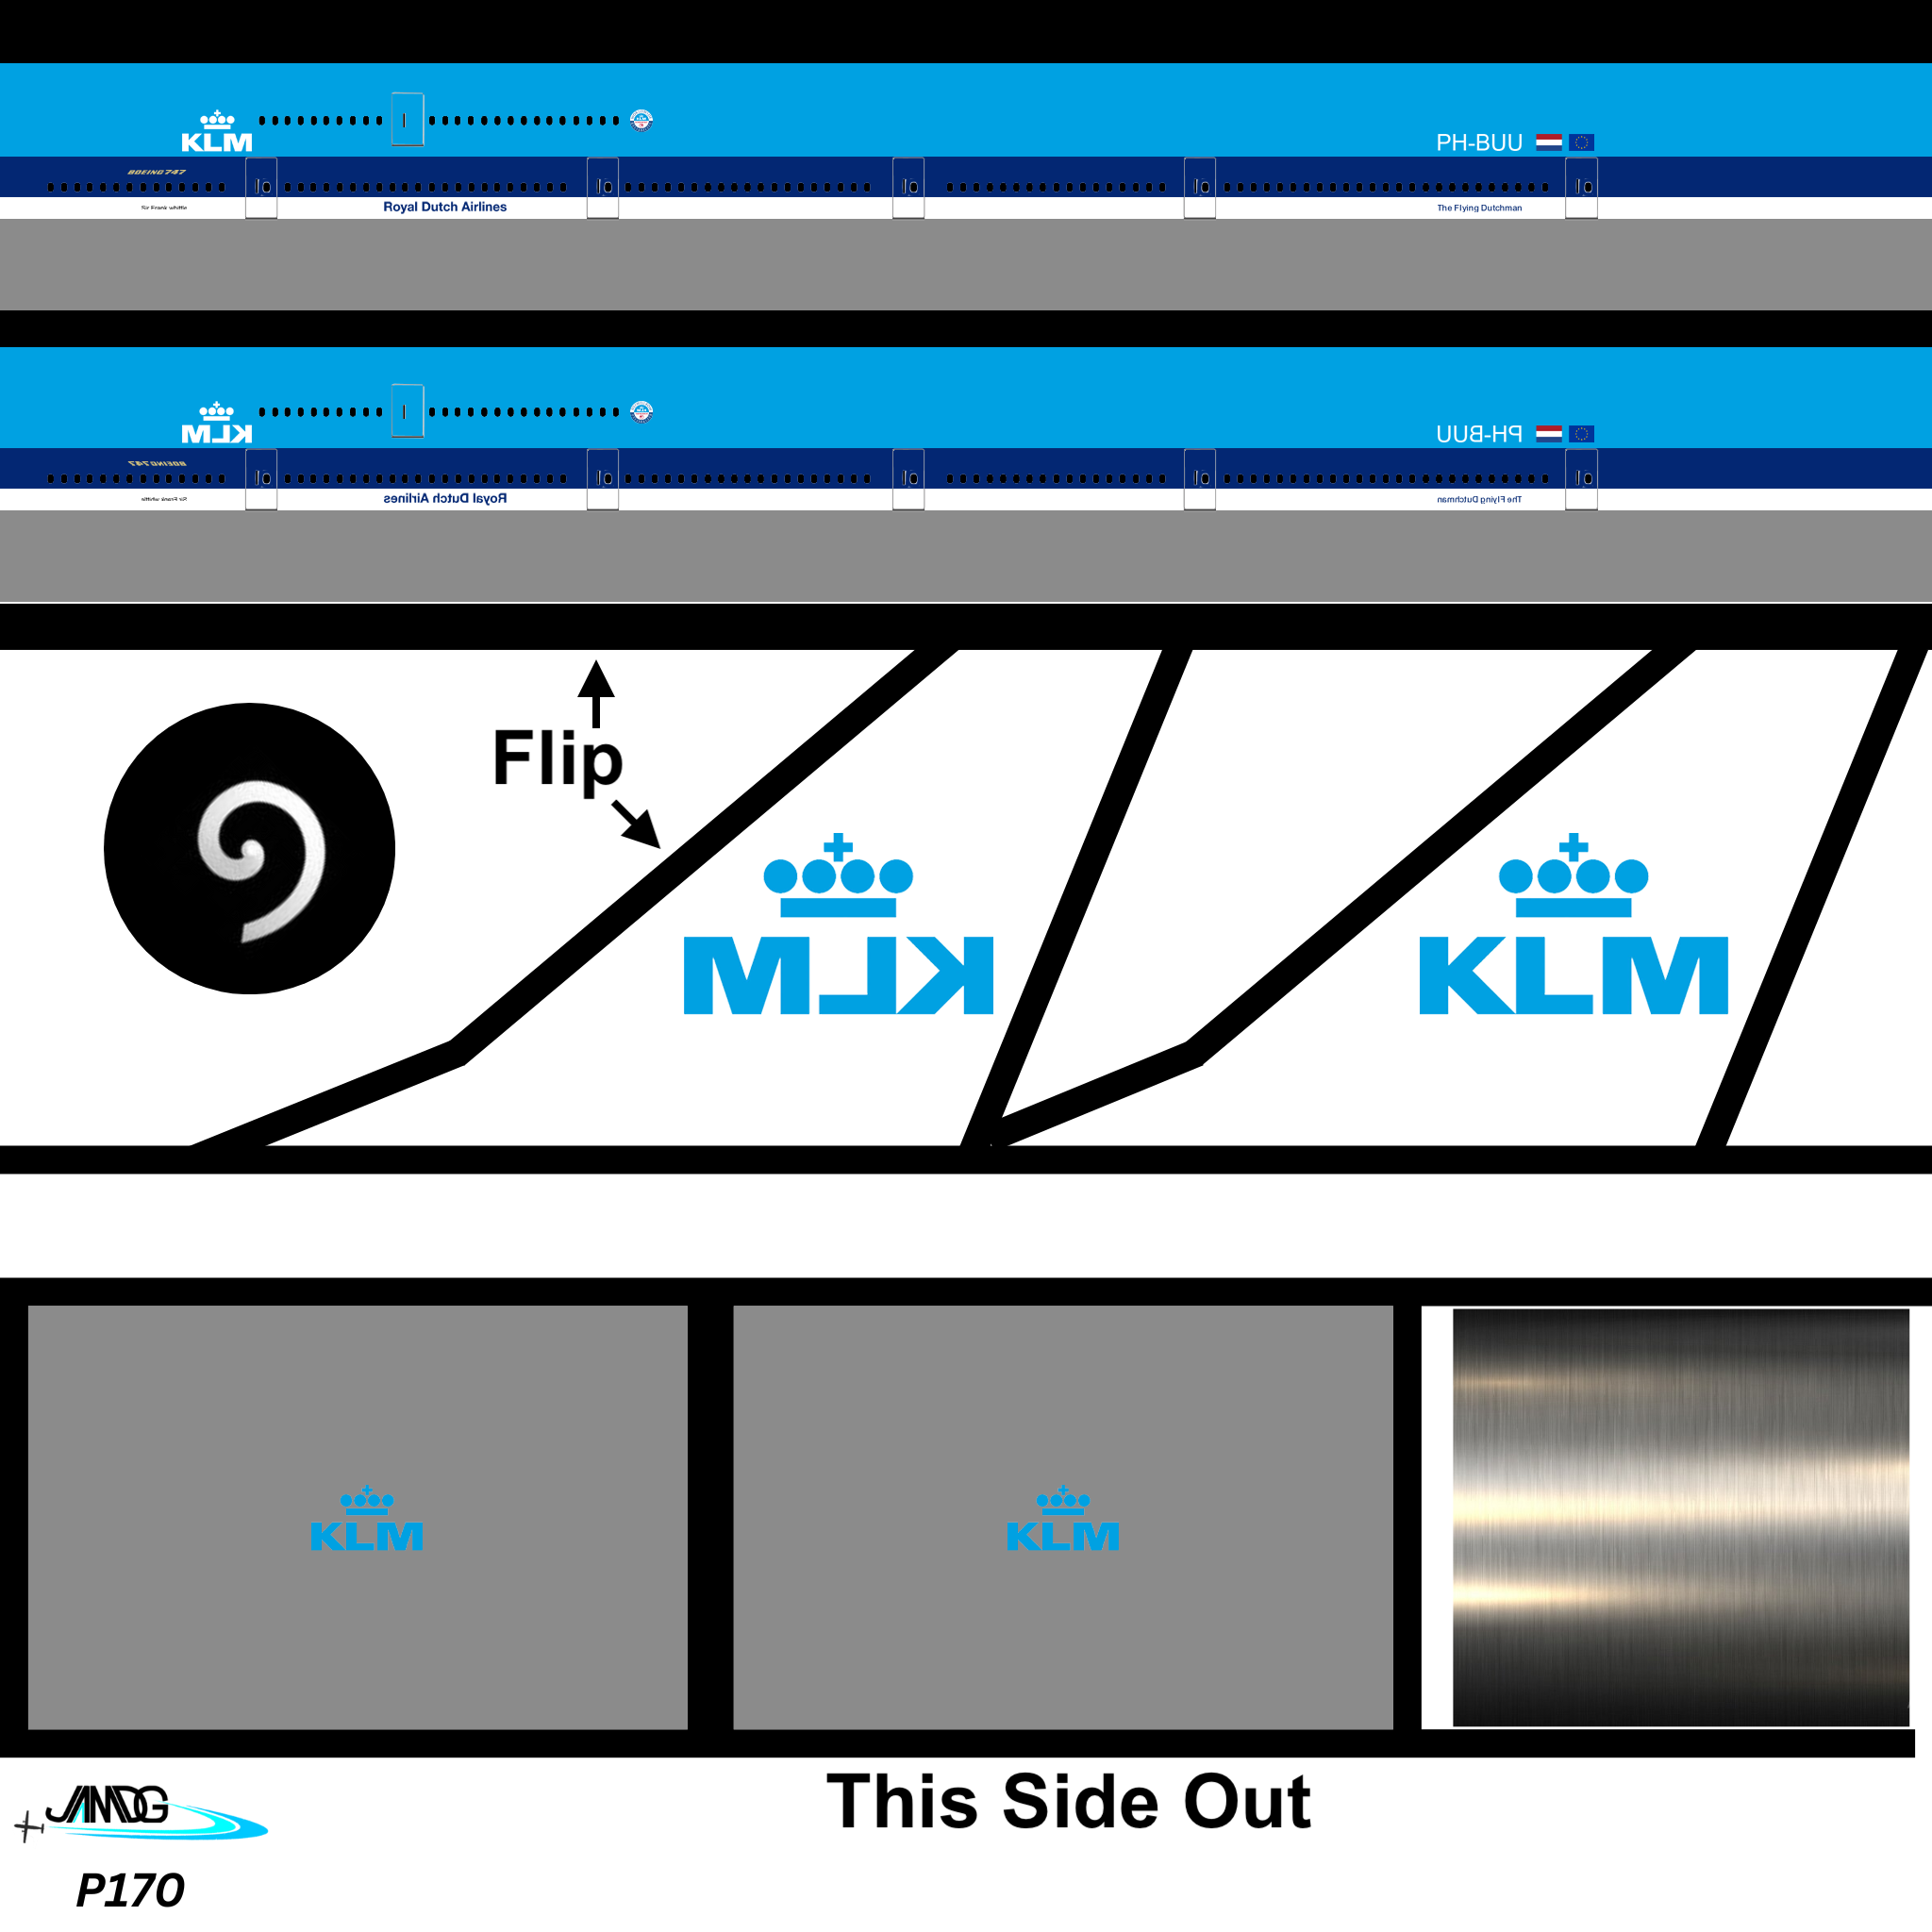 KLM
PH-BUU
BOEING 747
Sir Frank whittle
Royal Dutch Airlines
The Flying Dutchman
KLM
PH-BUU
BOEING 747
Sir Frank whittle
Royal Dutch Airlines
The Flying Dutchman
Flip
KLM
KLM
KLM
KLM
This Side Out
JAMDG
P170